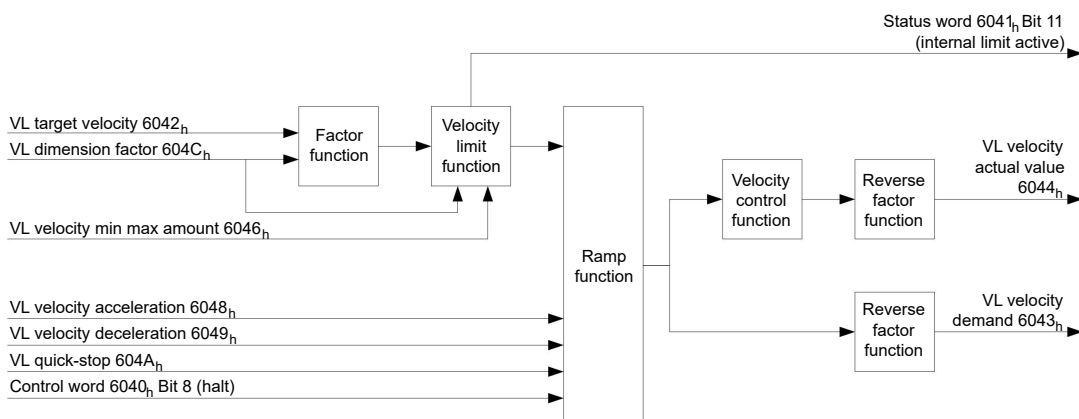 Status word 6041h Bit 11
(internal limit active)
VL target velocity 6042h
VL dimension factor 604Ch
Factor
function
Velocity
limit
function
VL velocity min max amount 6046h
Ramp
function
Velocity
control
function
Reverse
factor
function
VL velocity
actual value
6044h
VL velocity acceleration 6048h
VL velocity deceleration 6049h
VL quick-stop 604Ah
Control word 6040h Bit 8 (halt)
Reverse
factor
function
VL velocity
demand 6043h